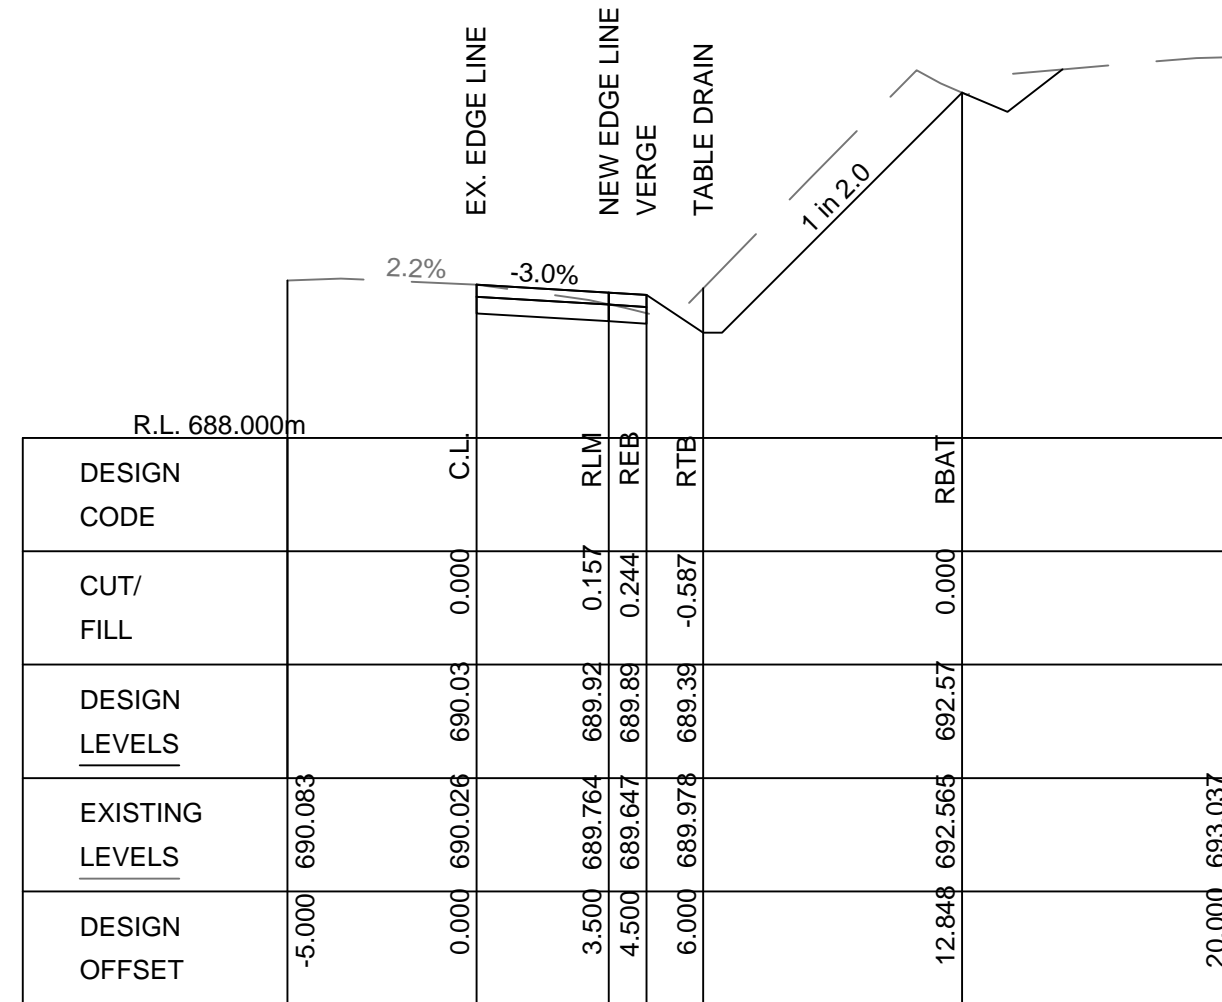 EX. EDGE LINE
NEW EDGE LINE
VERGE
TABLE DRAIN
2.2%
-3.0%
1 in 2.0
R.L. 688.000m
DESIGN
CODE
C.L.
RLM
REB
RTB
RBAT
CUT/
FILL
0.000
0.157
0.244
-0.587
0.000
DESIGN
LEVELS
690.03
689.92
689.89
689.39
692.57
EXISTING
LEVELS
690.083
690.026
689.764
689.647
689.978
692.565
693.037
DESIGN
OFFSET
-5.000
0.000
3.500
4.500
6.000
12.848
20.000